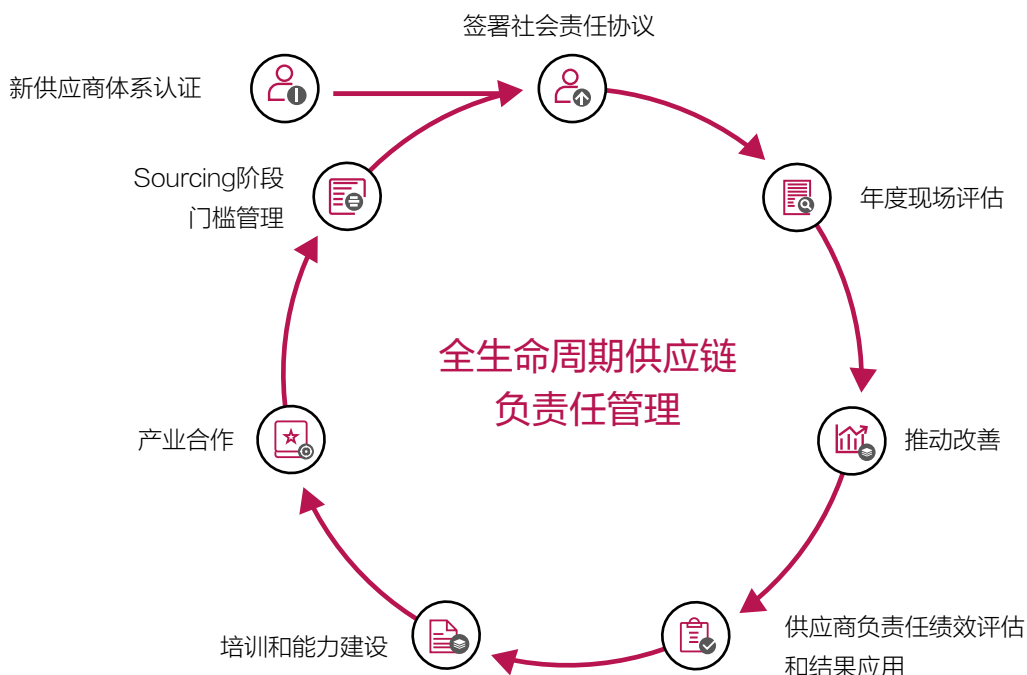 签署社会责任协议
新供应商体系认证
Sourcing阶段
门槛管理
年度现场评估
全生命周期供应链
负责任管理
产业合作
推动改善
培训和能力建设
供应商负责任绩效评估
和结果应用